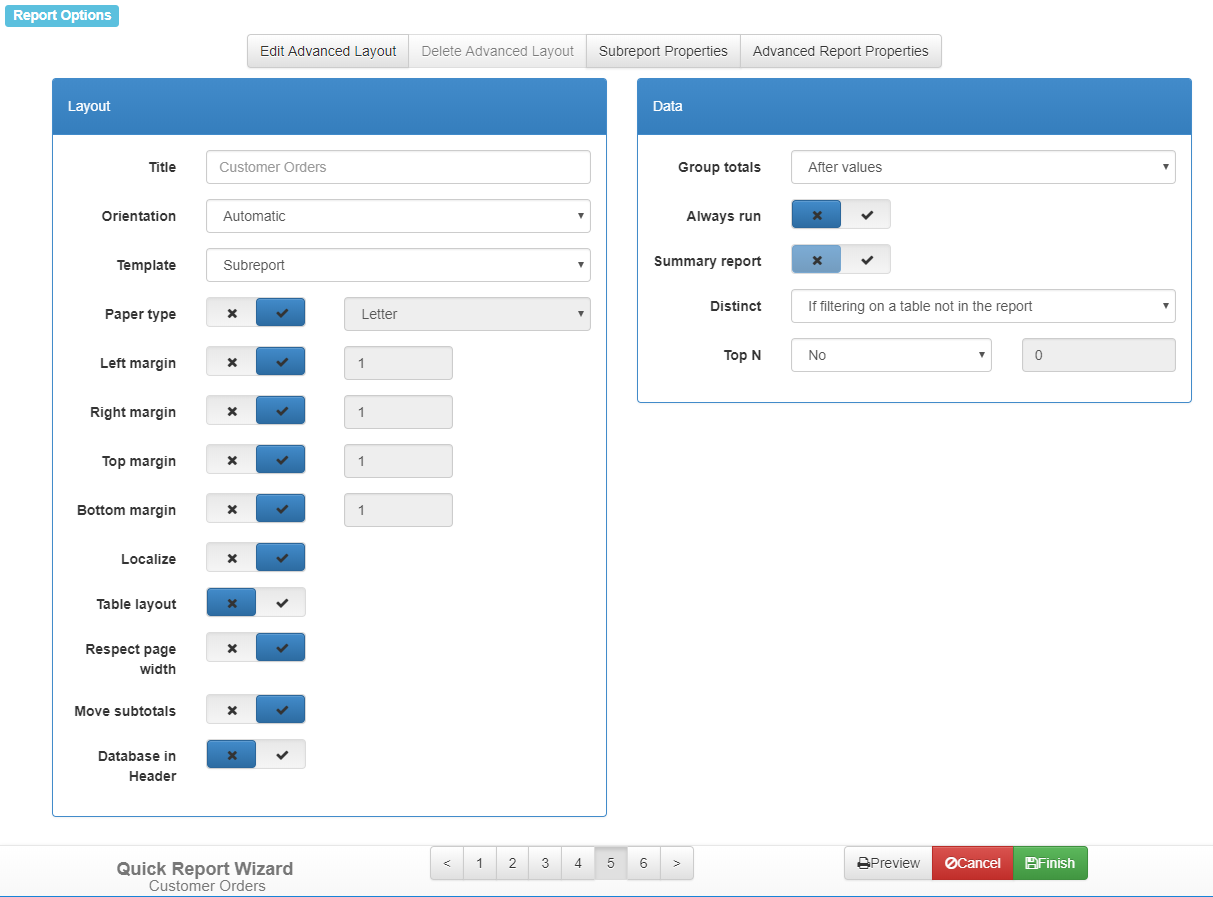 Report Options
Edit Advanced Layout Delete Advanced Layout Subreport Properties Advanced Report Properties
Layout
Title Customer Orders
Orientation Automatic
Template Subreport
Paper type Letter
Left margin 1
Right margin 1
Top margin 1
Bottom margin 1
Localize
Table layout
Respect page
width
Move subtotals
Database in
Header
Data
Group totals After values
Always run
Summary report
Distinct If filtering on a table not in the report
Top N No 0
Quick Report Wizard
Customer Orders
< 1 2 3 4 5 6 >
Preview Cancel Finish